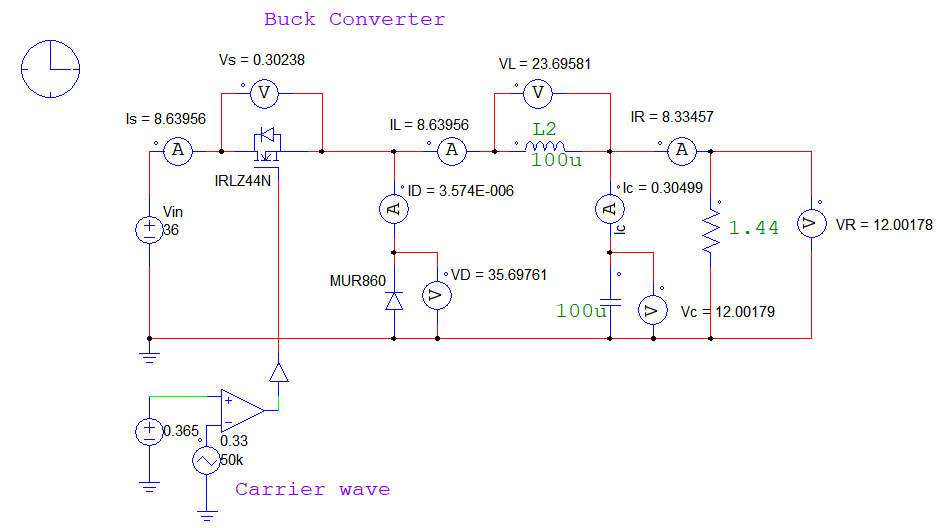 Buck Converter
Vs = 0.30238
V
VL = 23.69581
V
Is = 8.63956
A
IRLZ44N
IL = 8.63956
A
L2
100u
IR = 8.33457
A
Vin
36
ID = 3.574E-006
A
Ic = 0.30499
A
Ic
1.44
V
VR = 12.00178
MUR860
V
VD = 35.69761
100u
V
Vc = 12.00179
0.365
0.33
50k
Carrier wave